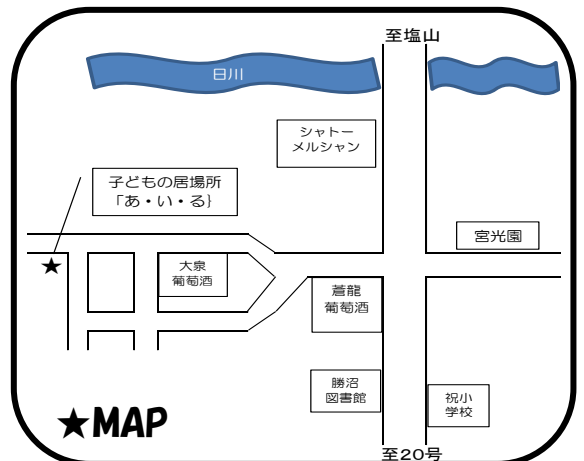 至塩山
日川
シャトー
メルシャン
子どもの居場所
「あ・い・る}
宮光園
★
大泉
葡萄酒
蒼龍
葡萄酒
勝沼
図書館
祝小
学校
★MAP
至20号